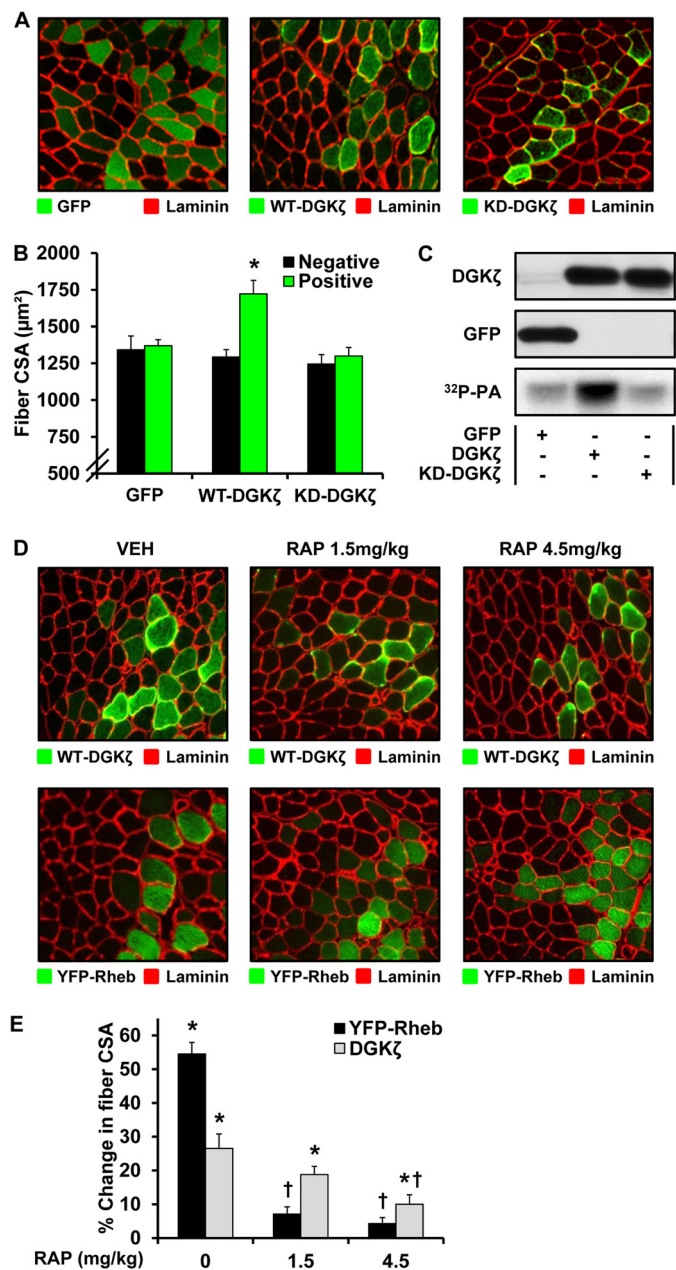 A
GFP Laminin WT-DGKζ Laminin KD-DGKζ Laminin
B
Fiber CSA (µm²)
2000
1750
1500
1250
1000
750
500
Negative
Positive
*
GFP WT-DGKζ KD-DGKζ
C
DGKζ
GFP
³²P-PA
GFP + - -
DGKζ - + -
KD-DGKζ - - +
D
VEH RAP 1.5mg/kg RAP 4.5mg/kg
WT-DGKζ Laminin WT-DGKζ Laminin WT-DGKζ Laminin
YFP-Rheb Laminin YFP-Rheb Laminin YFP-Rheb Laminin
E
% Change in fiber CSA
60
50
40
30
20
10
0
YFP-Rheb
DGKζ
* * † * † *†
RAP (mg/kg) 0 1.5 4.5